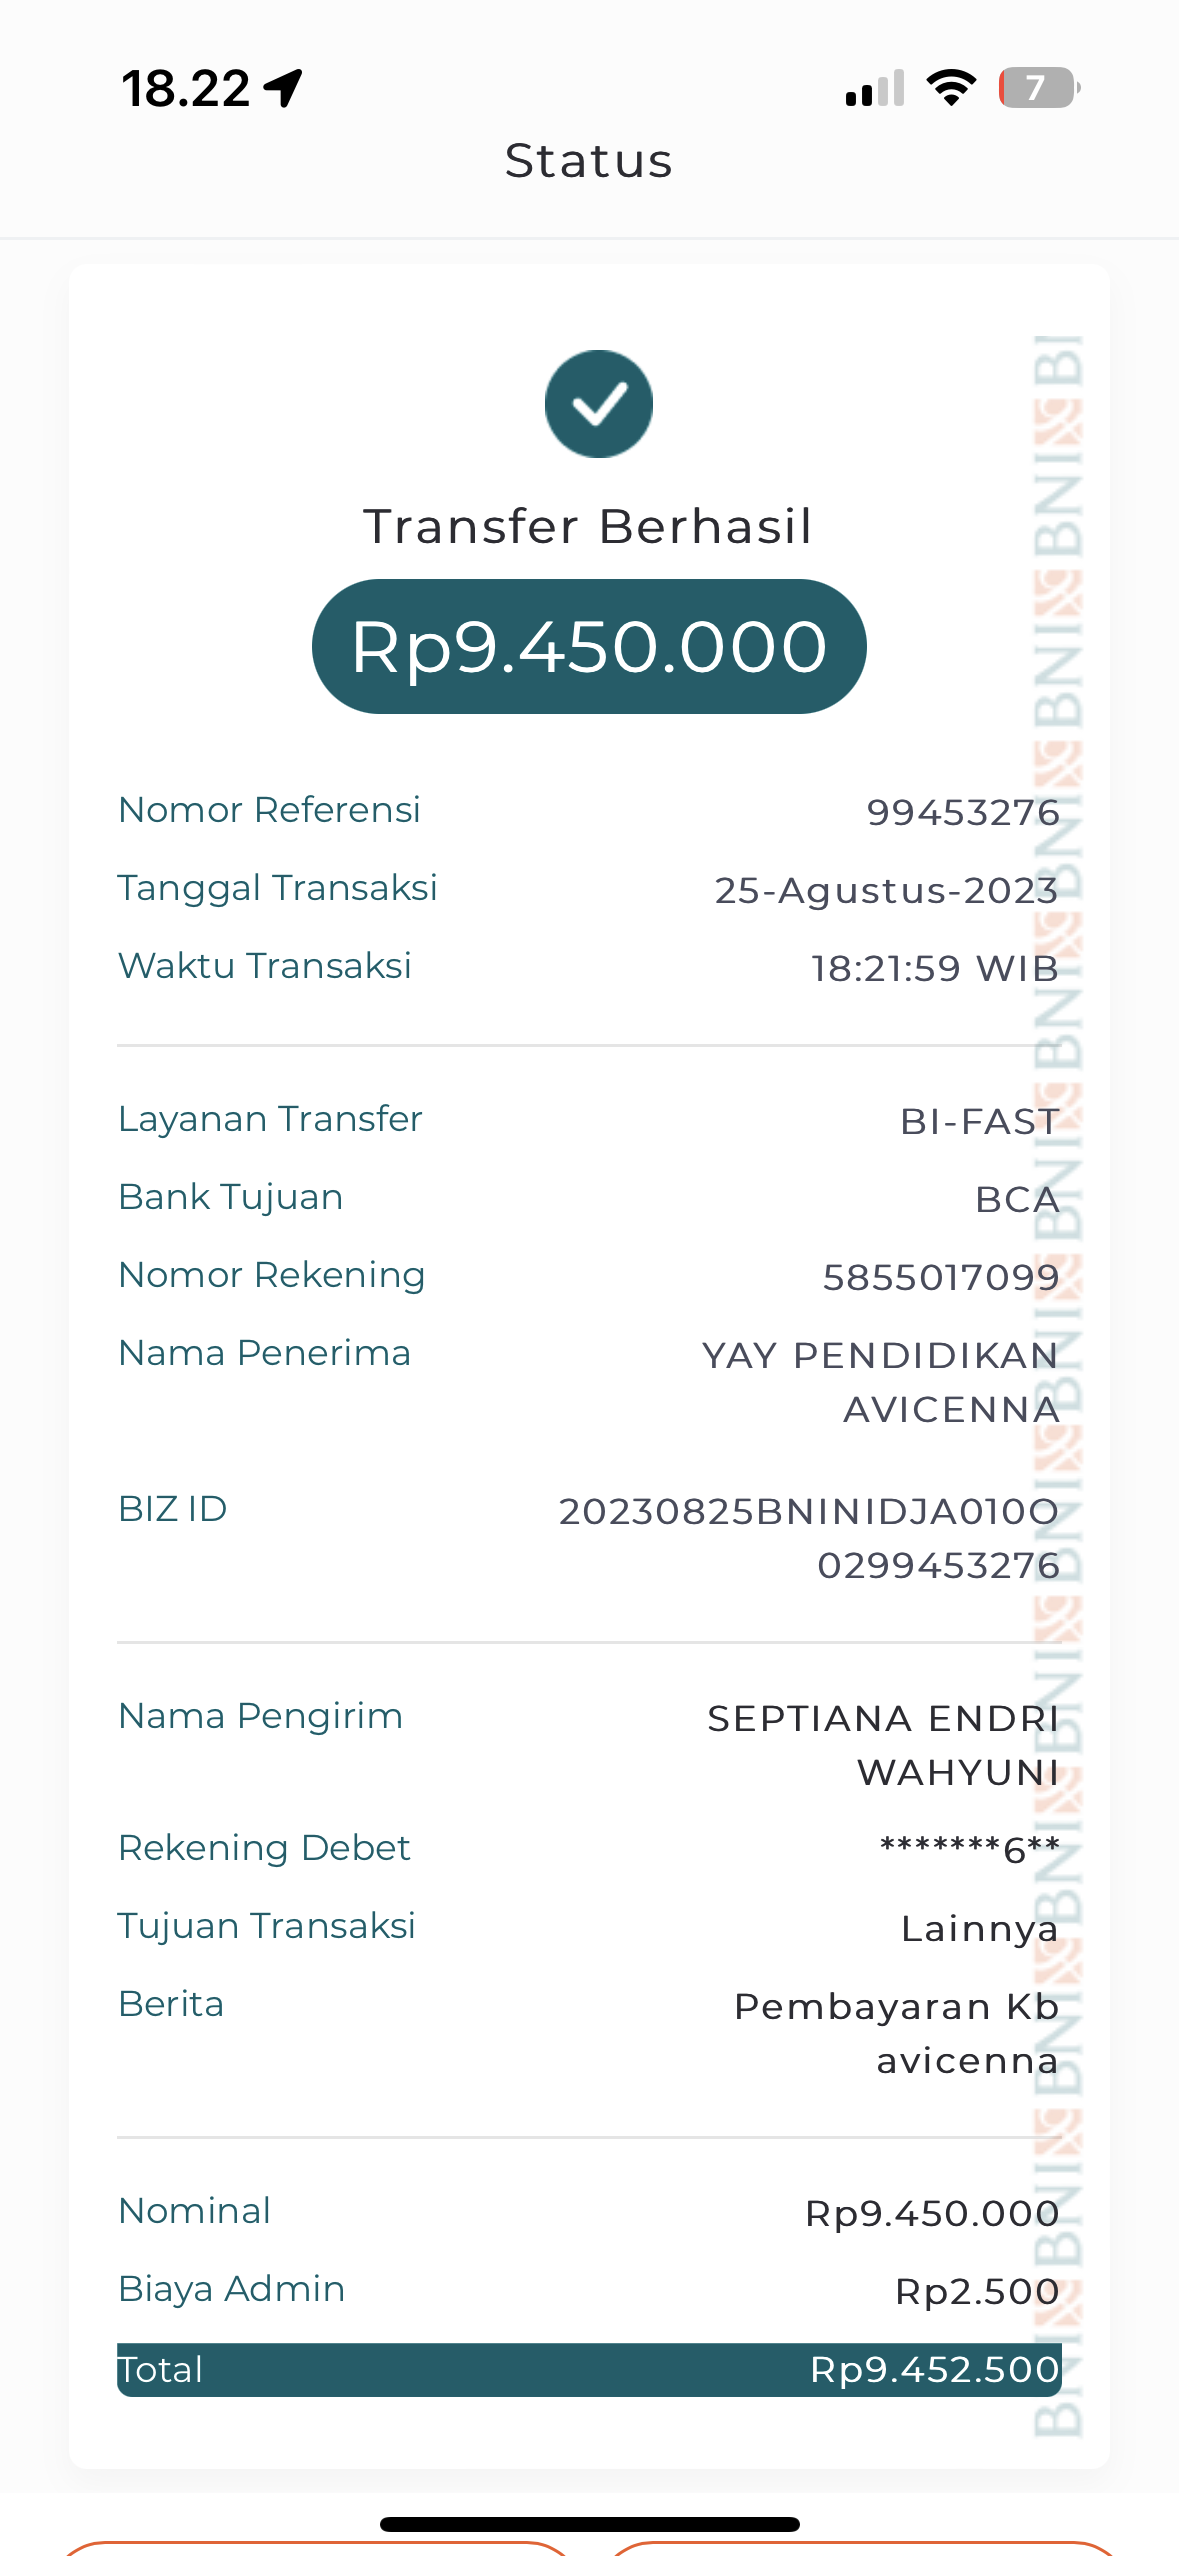 18.22
7
Status
Transfer Berhasil
Rp9.450.000
Nomor Referensi 99453276
Tanggal Transaksi 25-Agustus-2023
Waktu Transaksi 18:21:59 WIB
Layanan Transfer BI-FAST
Bank Tujuan BCA
Nomor Rekening 5855017099
Nama Penerima YAY PENDIDIKAN
AVICENNA
BIZ ID 20230825BNINIDJA010O
0299453276
Nama Pengirim SEPTIANA ENDRI
WAHYUNI
Rekening Debet *******6**
Tujuan Transaksi Lainnya
Berita Pembayaran Kb
avicenna
Nominal Rp9.450.000
Biaya Admin Rp2.500
Total Rp9.452.500
BNI BNI BNI BNI BNI BNI BNI BNI BNI BNI BNI BNI BI